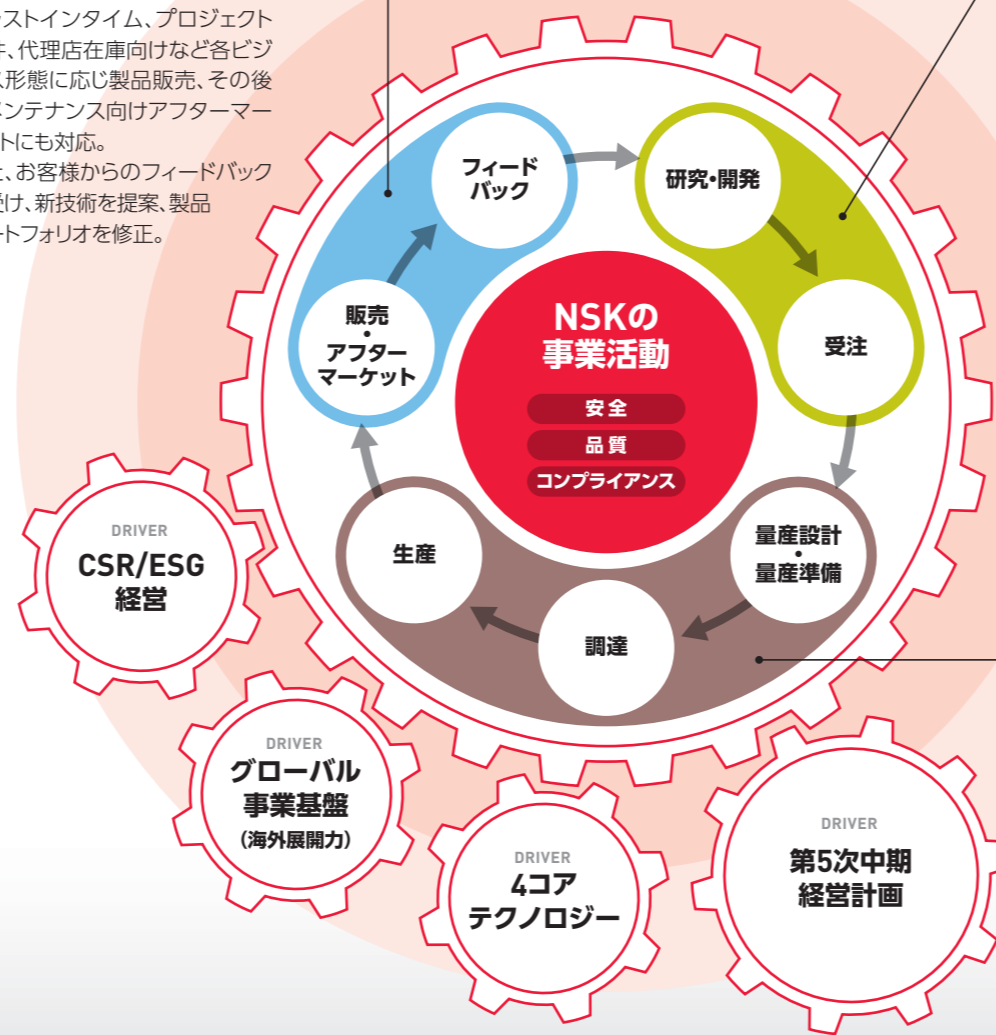 ストインタイム、プロジェクト
、代理店在庫向けなど各ビジ
ス形態に応じ製品販売、その後
メンテナンス向けアフターマー
ットにも対応。
、お客様からのフィードバック
受け、新技術を提案、製品
ートフォリオを修正。
フィード
バック
研究・開発
販売
・
アフター
マーケット
NSKの
事業活動
安全
品質
コンプライアンス
受注
生産
量産設計
・
量産準備
調達
DRIVER
CSR/ESG
経営
DRIVER
グローバル
事業基盤
(海外展開力)
DRIVER
4コア
テクノロジー
DRIVER
第5次中期
経営計画